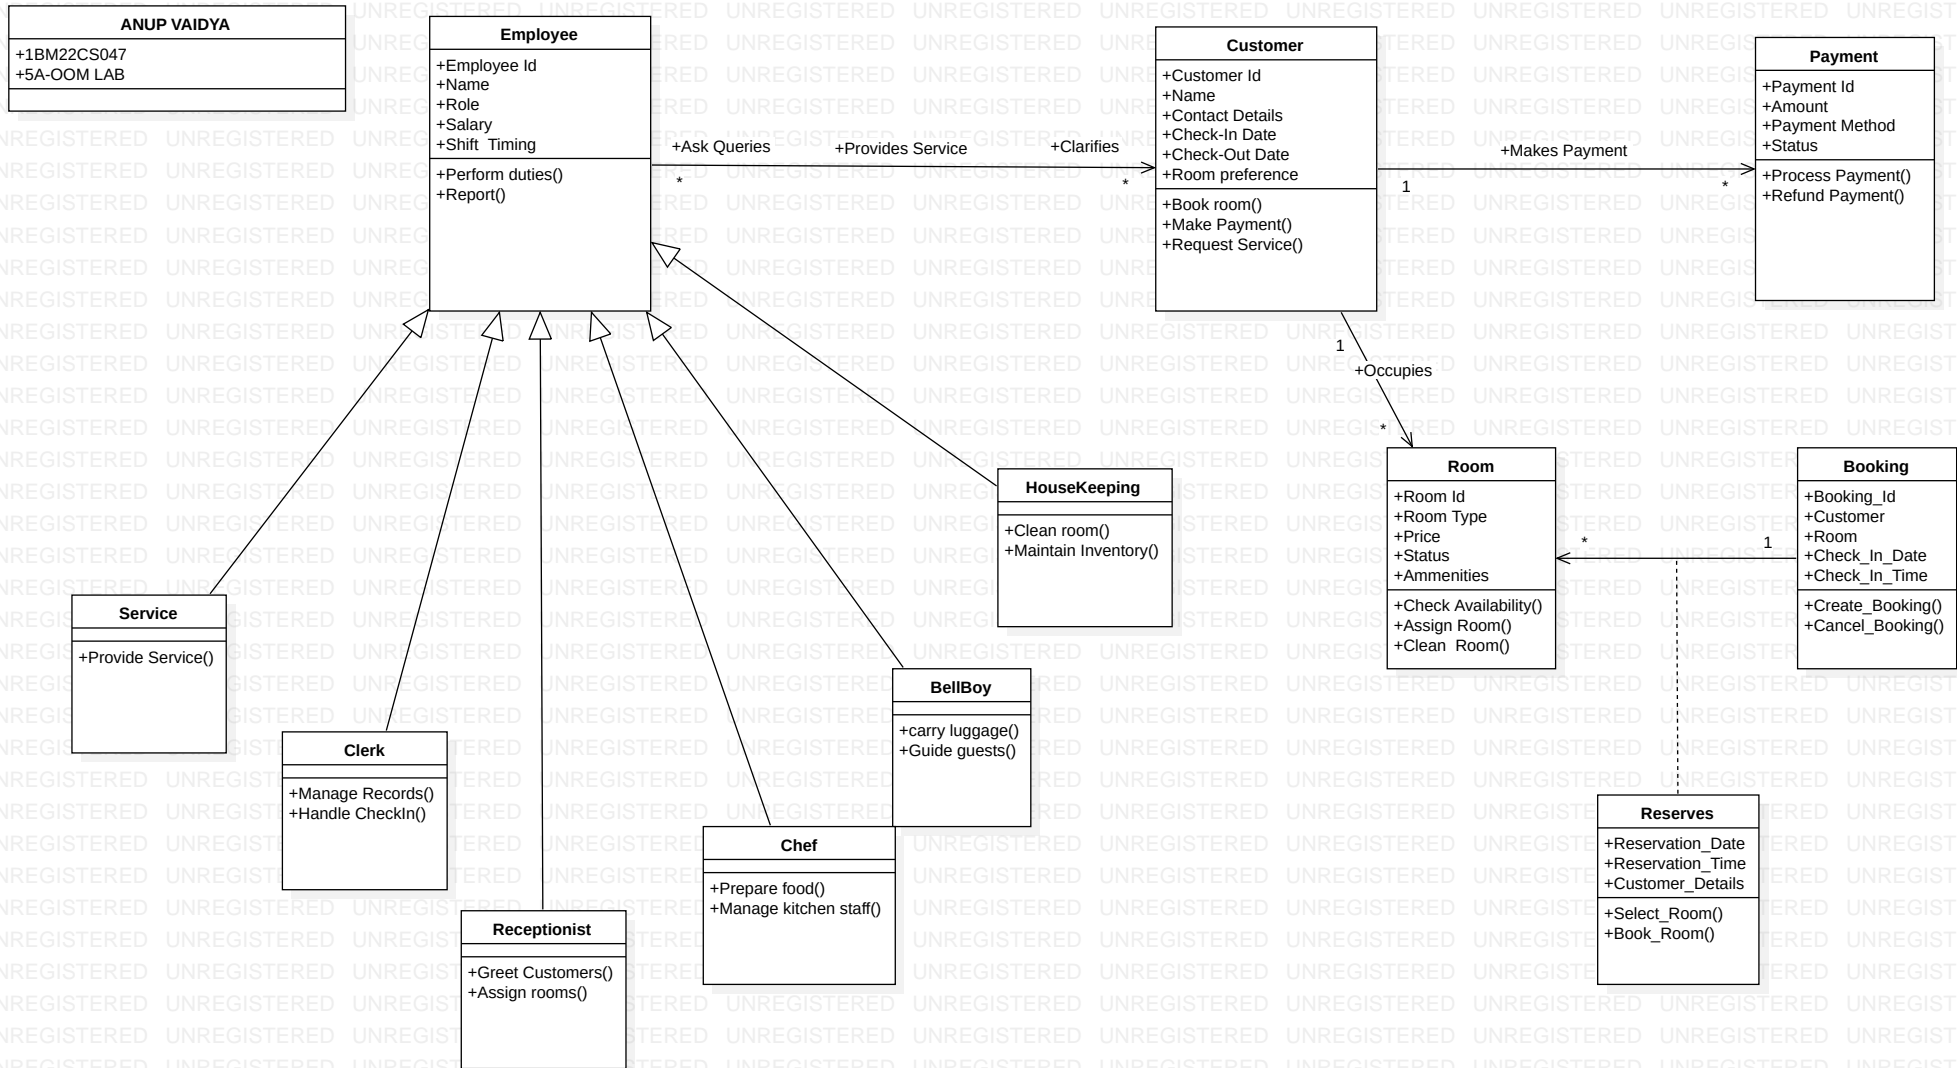 ANUP VAIDYA
+1BM22CS047
+5A-OOM LAB
Employee
+Employee Id
+Name
+Role
+Salary
+Shift  Timing
+Perform duties()
+Report()
+Ask Queries
+Provides Service
+Clarifies
*
*
Customer
+Customer Id
+Name
+Contact Details
+Check-In Date
+Check-Out Date
+Room preference
+Book room()
+Make Payment()
+Request Service()
+Makes Payment
1
*
Payment
+Payment Id
+Amount
+Payment Method
+Status
+Process Payment()
+Refund Payment()
1
+Occupies
*
Room
+Room Id
+Room Type
+Price
+Status
+Ammenities
+Check Availability()
+Assign Room()
+Clean  Room()
*
1
Booking
+Booking_Id
+Customer
+Room
+Check_In_Date
+Check_In_Time
+Create_Booking()
+Cancel_Booking()
HouseKeeping
+Clean room()
+Maintain Inventory()
Service
+Provide Service()
BellBoy
+carry luggage()
+Guide guests()
Clerk
+Manage Records()
+Handle CheckIn()
Chef
+Prepare food()
+Manage kitchen staff()
Receptionist
+Greet Customers()
+Assign rooms()
Reserves
+Reservation_Date
+Reservation_Time
+Customer_Details
+Select_Room()
+Book_Room()
UNREGISTERED